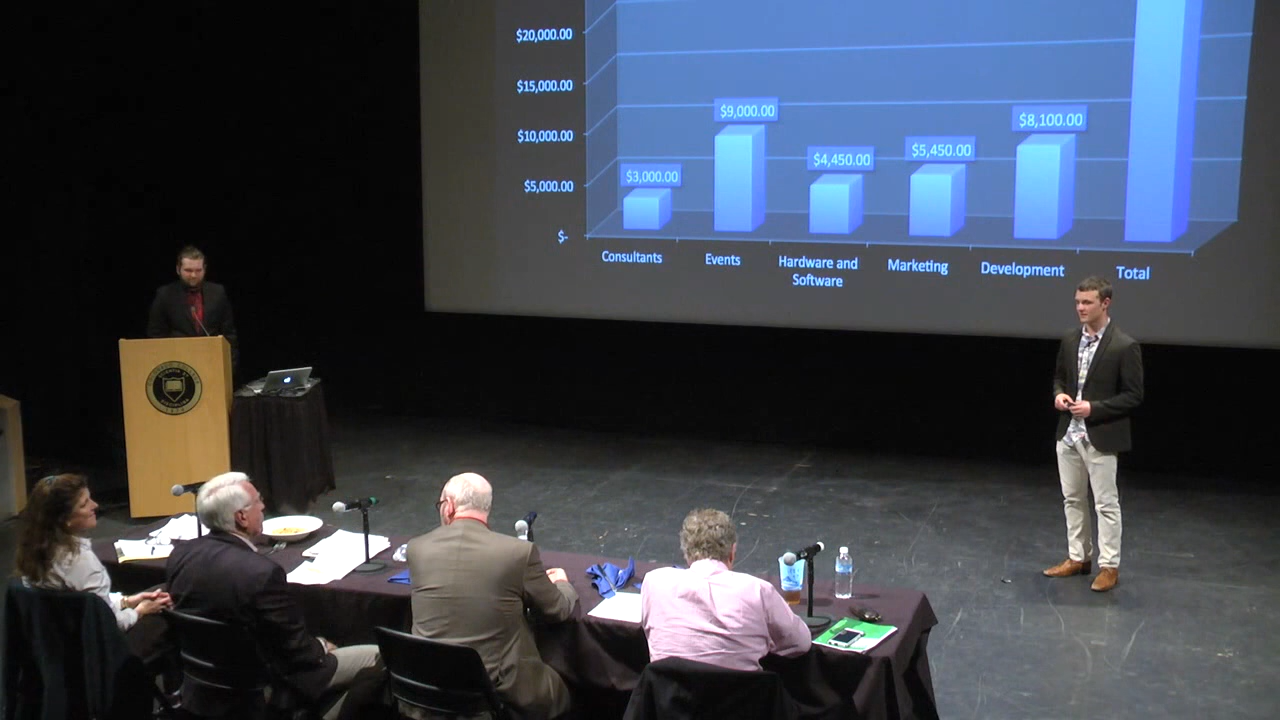 $20,000.00
$15,000.00
$10,000.00
$5,000.00
$-
$3,000.00
$9,000.00
$4,450.00
$5,450.00
$8,100.00
Consultants
Events
Hardware and
Software
Marketing
Development
Total